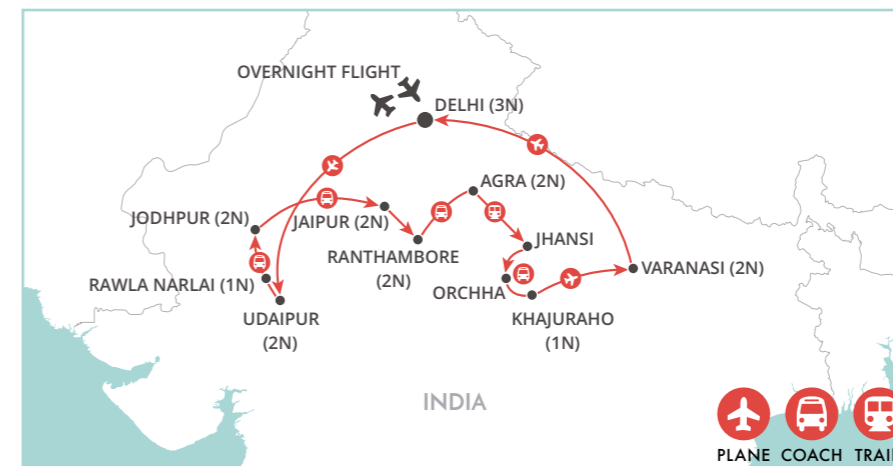 OVERNIGHT FLIGHT
DELHI (3N)
AGRA (2N)
JODHPUR (2N)
JAIPUR (2N)
JHANSI
RANTHAMBORE
(2N)
VARANASI (2N)
RAWLA NARLAI (1N)
ORCHHA
UDAIPUR
(2N)
KHAJURAHO
(1N)
INDIA
PLANE COACH TRAI